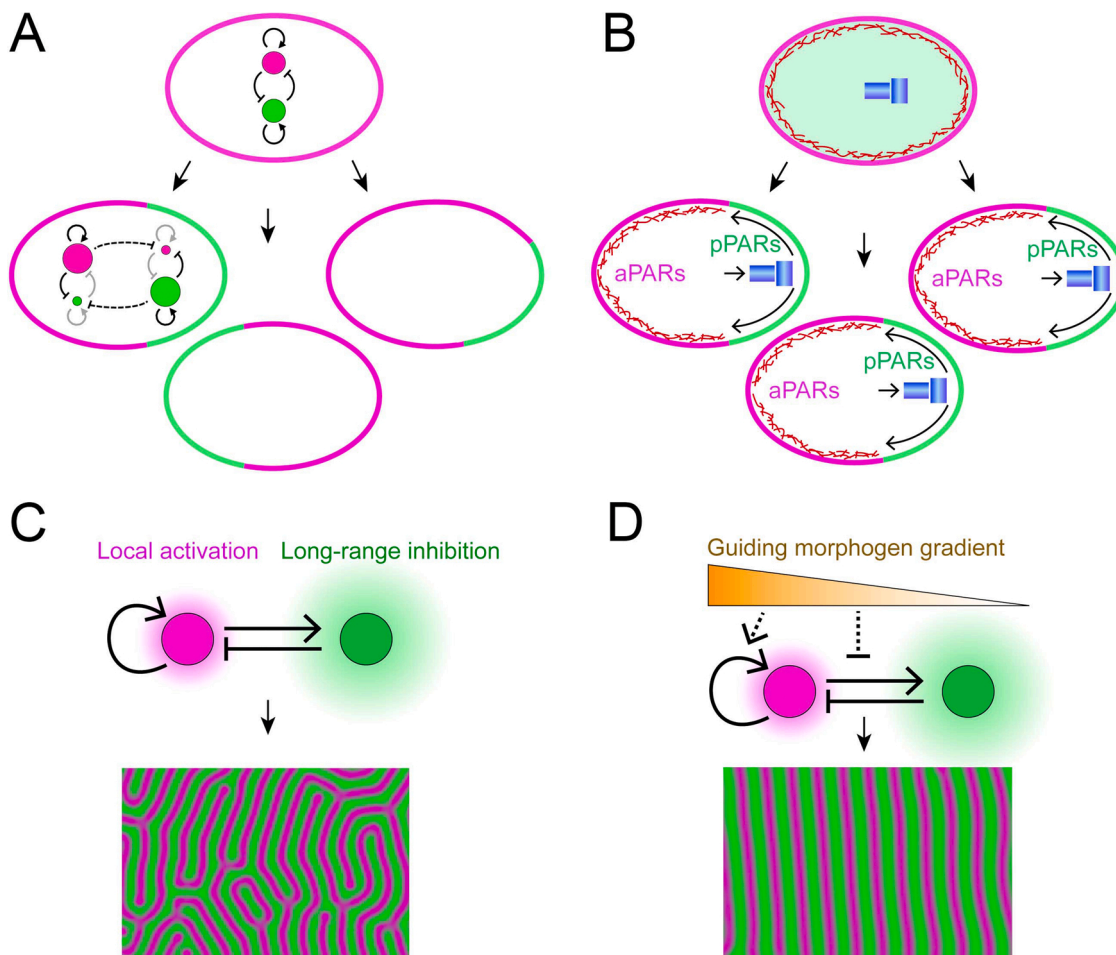 A
B
pPARs
aPARs
pPARs
aPARs
pPARs
aPARs
C
Local activation
Long-range inhibition
D
Guiding morphogen gradient